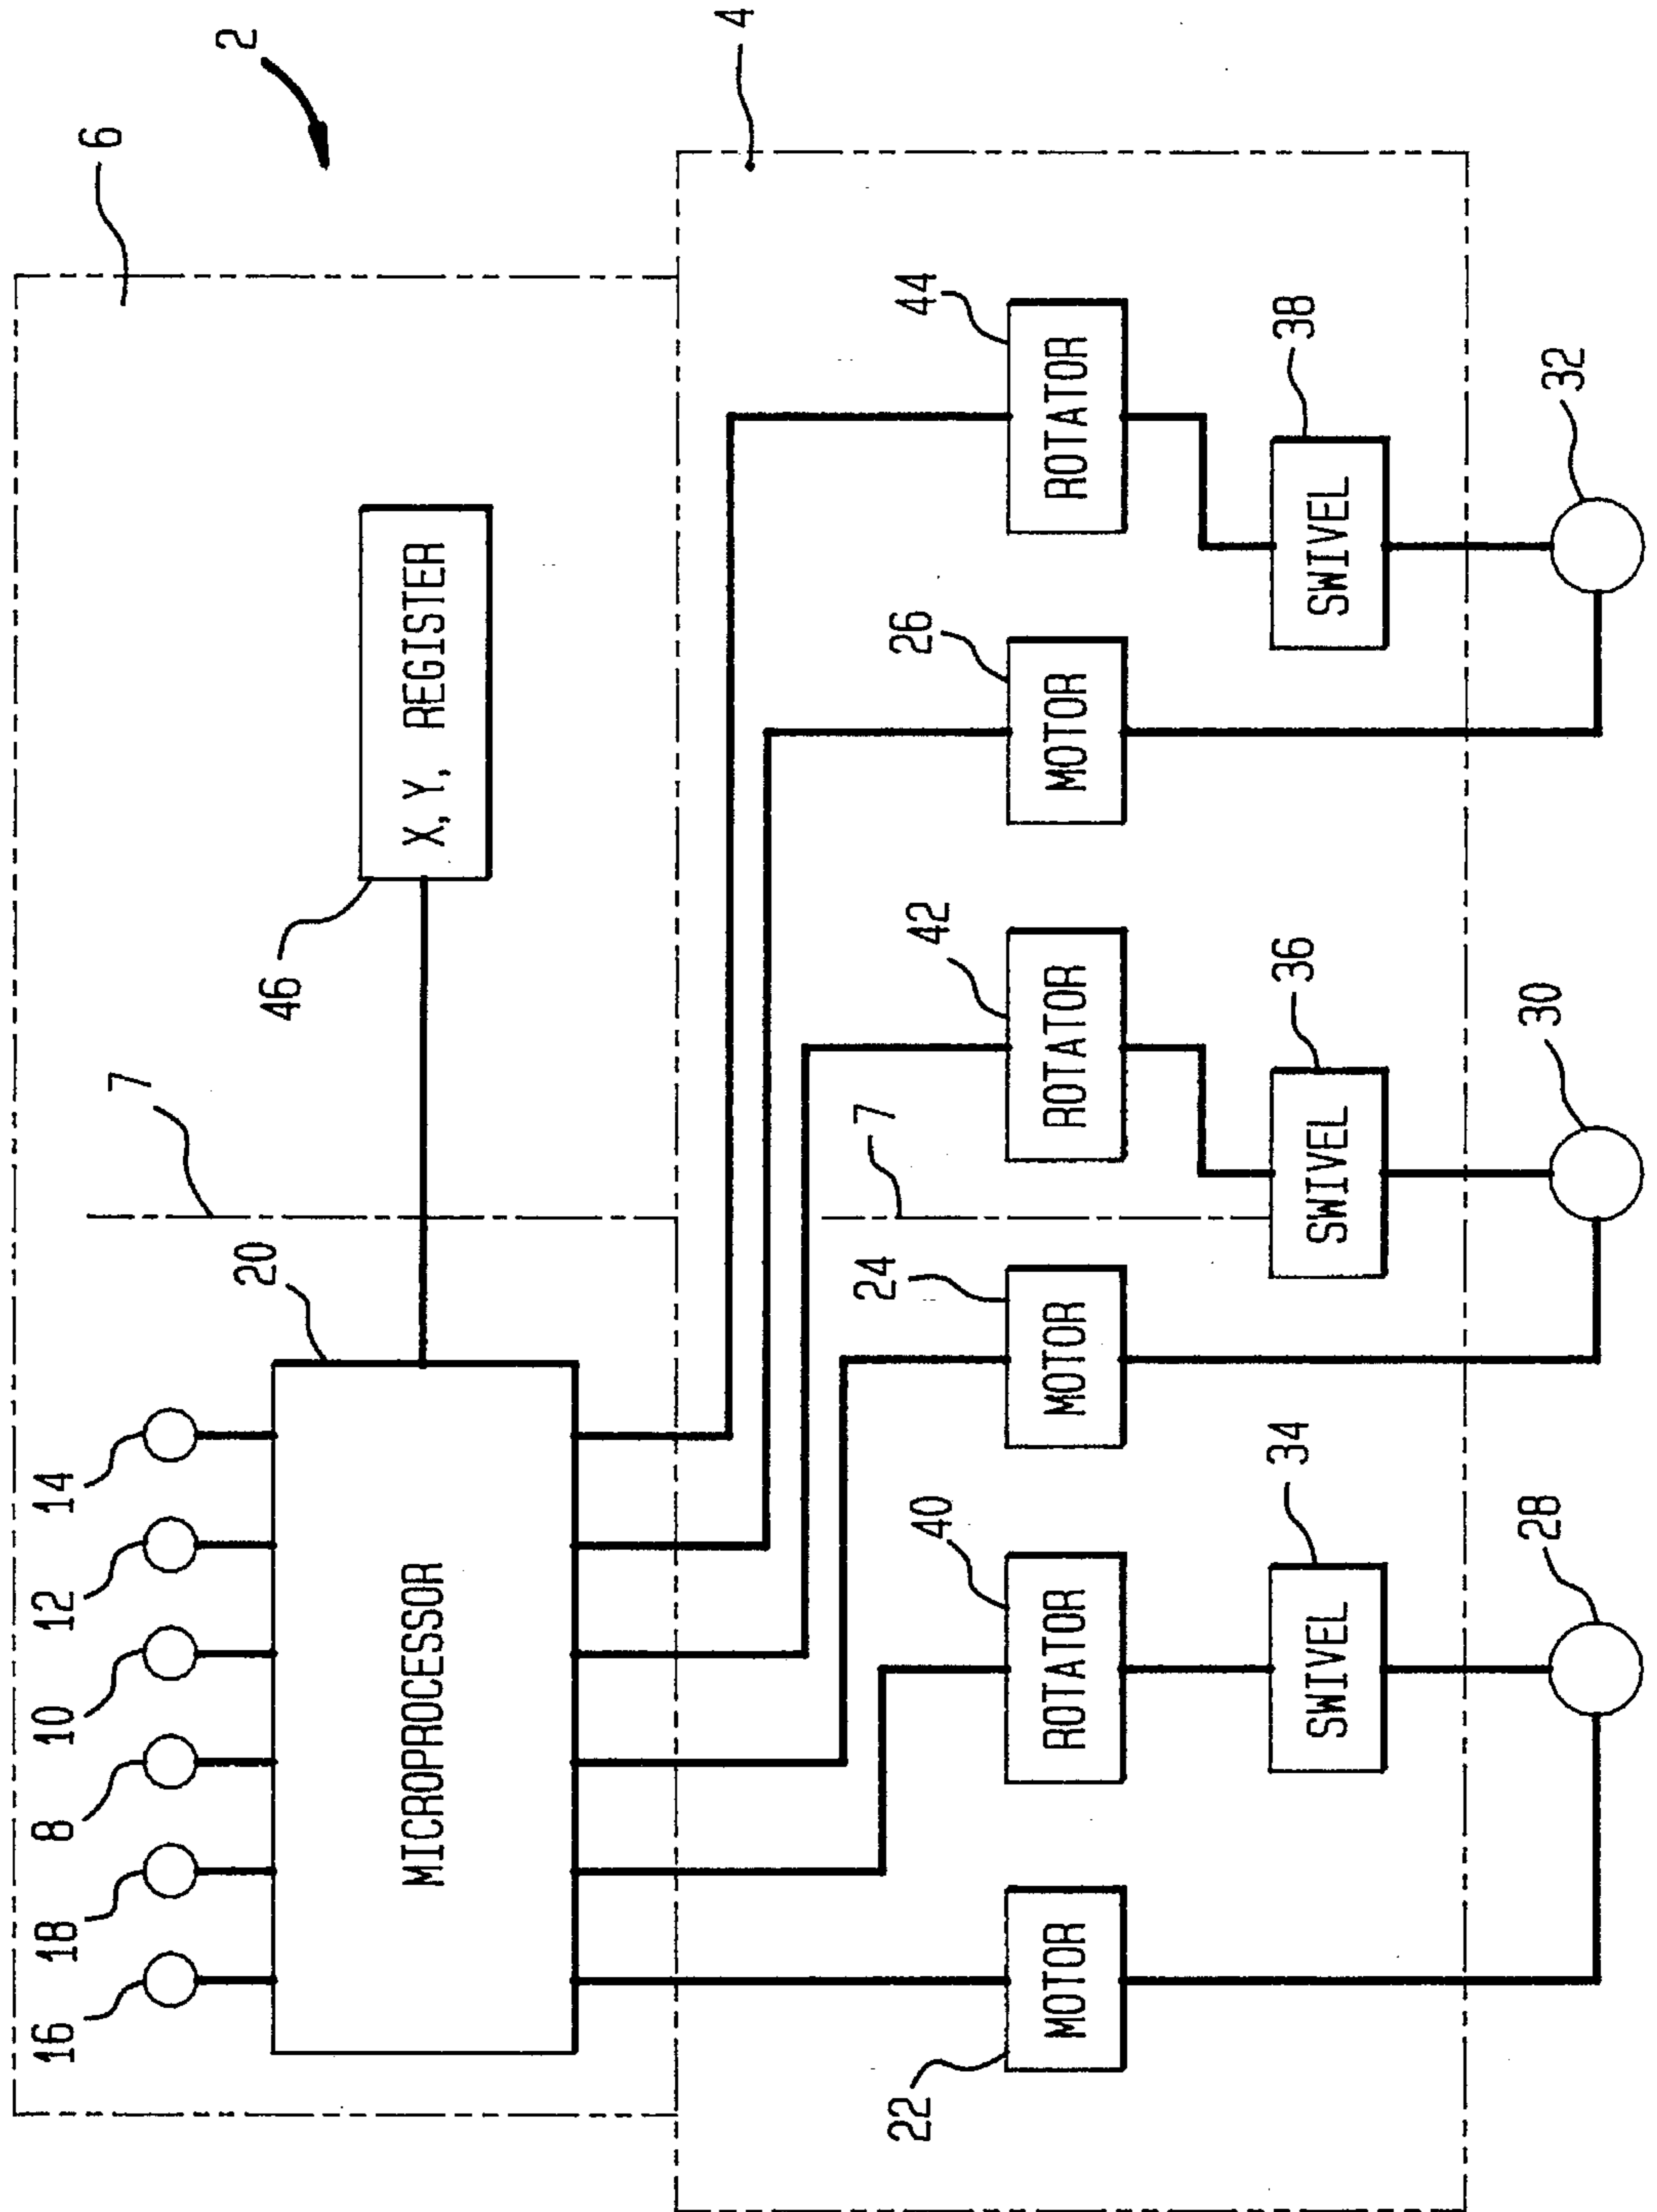 16 18 8 10 12 14
6
7
2
20
46
MICROPROCESSOR
X, Y, REGISTER
4
22 40 24 7 42 26 44
MOTOR
ROTATOR
MOTOR
ROTATOR
MOTOR
ROTATOR
34 36 38
SWIVEL
SWIVEL
SWIVEL
28 30 32